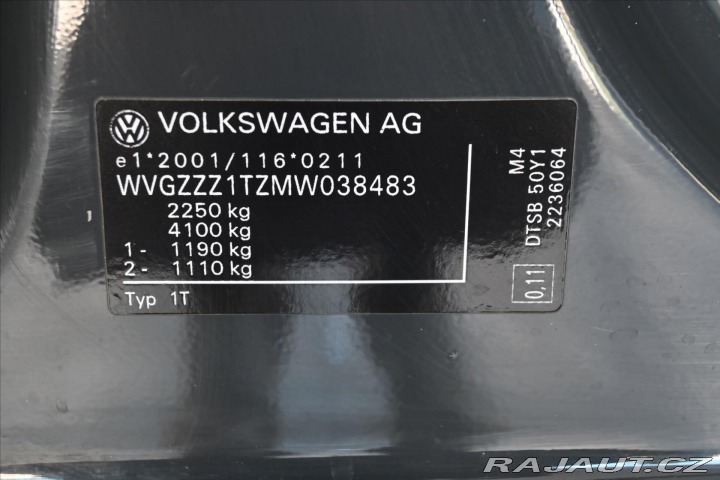 VOLKSWAGEN AG
e1*2001/116*0211
WVGZZZ1TZMW038483
2250 kg
4100 kg
1- 1190 kg
2- 1110 kg
Typ 1T
M4
DTSB 50Y1
2236064
0,11
RAJAUT.CZ